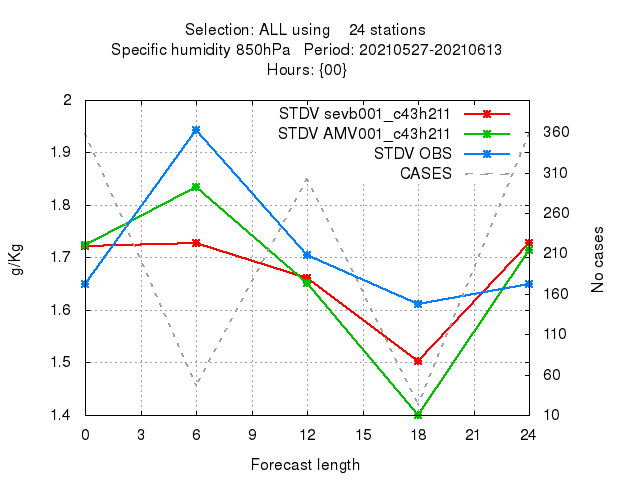 Selection: ALL using    24 stations
Specific humidity 850hPa   Period: 20210527-20210613
Hours: {00}
STDV sevb001_c43h211
STDV AMV001_c43h211
STDV OBS
CASES
2
1.9
1.8
1.7
1.6
1.5
1.4
g/Kg
360
310
260
210
160
110
60
10
No cases
0 3 6 9 12 15 18 21 24
Forecast length